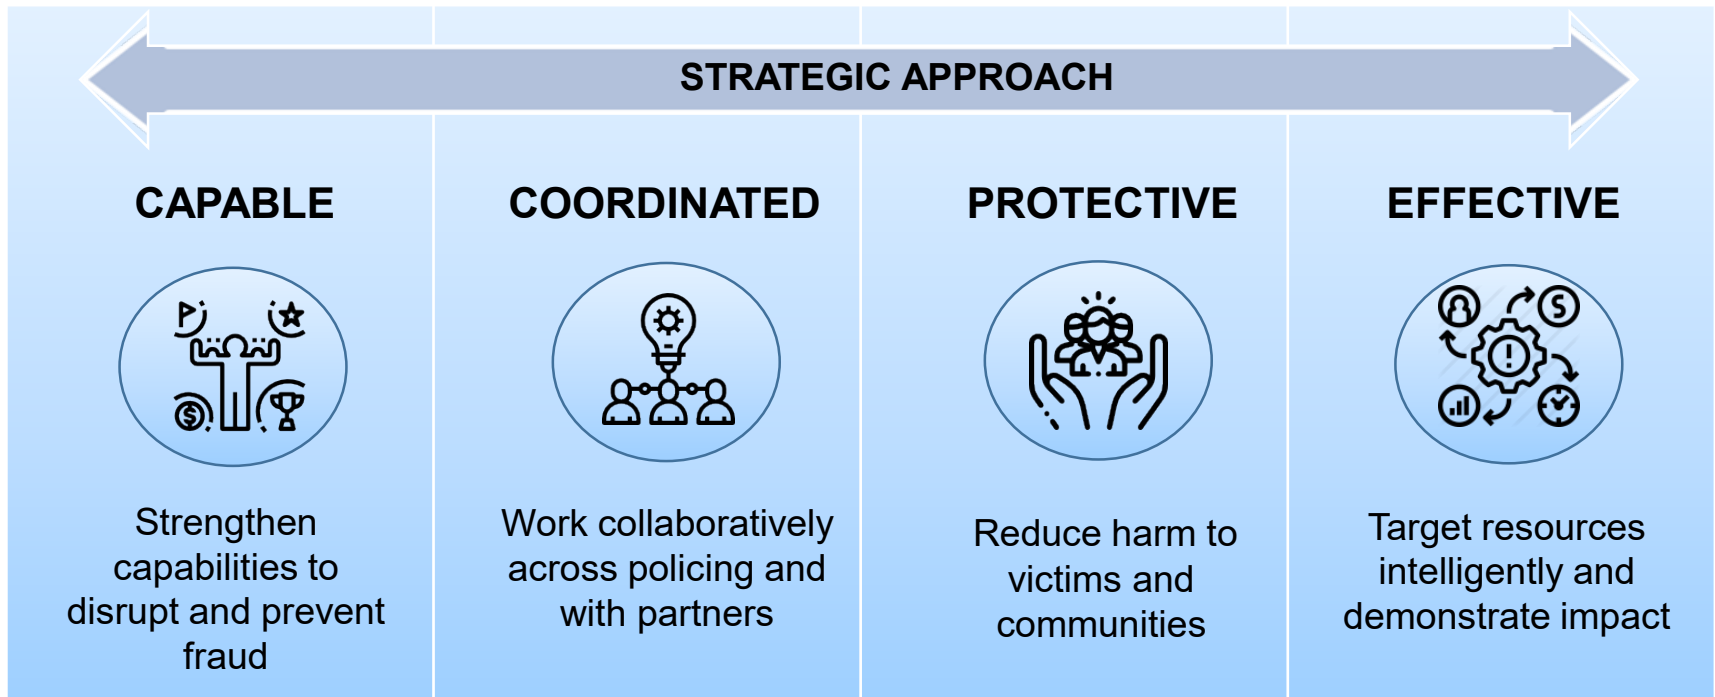 STRATEGIC APPROACH
CAPABLE
COORDINATED
PROTECTIVE
EFFECTIVE
$
S
Strengthen
capabilities to
disrupt and prevent
fraud
Work collaboratively
across policing and
with partners
Reduce harm to
victims and
communities
Target resources
intelligently and
demonstrate impact